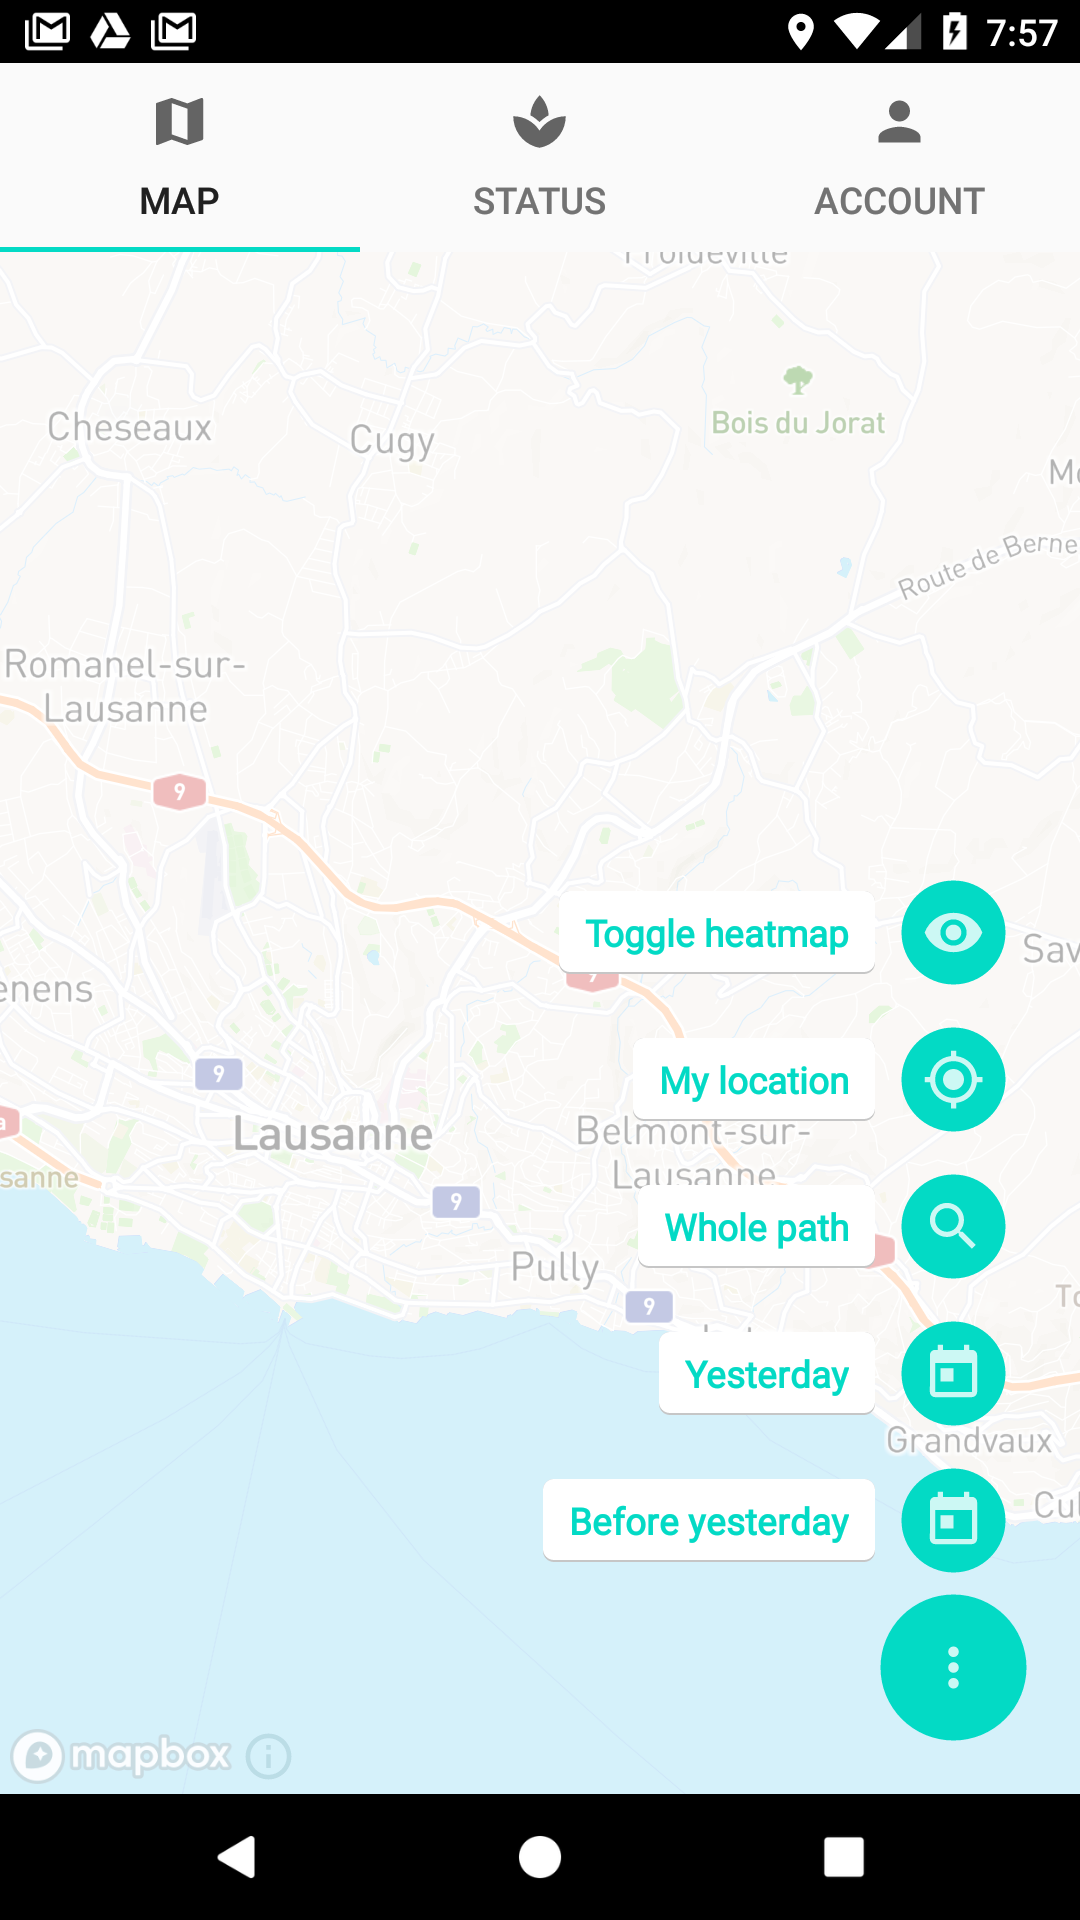 7:57
MAP
STATUS
ACCOUNT
Froideville
Cheseaux
Cugy
Bois du Jorat
Route de Berne
Romanel-sur-
Lausanne
9
Toggle heatmap
9
Sav
enens
9
My location
Lausanne
Belmont-sur-
Lausanne
sanne
9
Whole path
Pully
9
To
Yesterday
Grandvaux
Before yesterday
Cul
mapbox